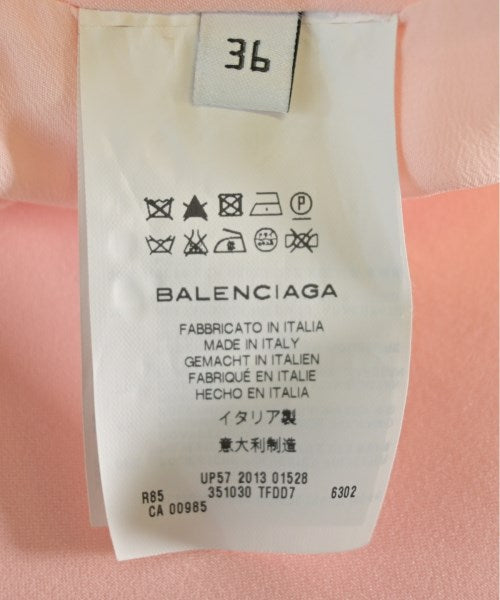 36
P
BALENCIAGA
FABBRICATO IN ITALIA
MADE IN ITALY
GEMACHT IN ITALIEN
FABRIQUÉ EN ITALIE
HECHO EN ITALIA
イタリア製
意大利制造
UP57 2013 01528
R85 351030 TFDD7 6302
CA 00985